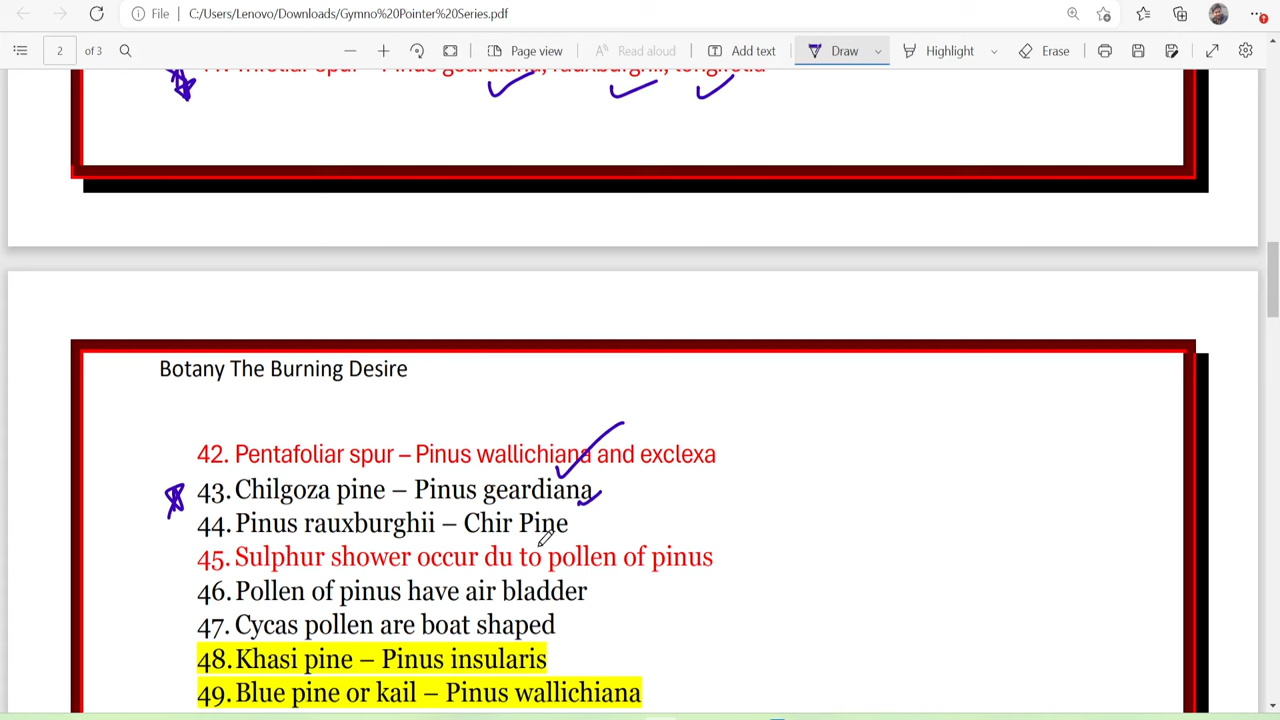 File C:/Users/Lenovo/Downloads/Gymno%20Pointer%20Series.pdf
2 of 3 Page view Read aloud Add text Draw Highlight Erase
Botany The Burning Desire
42. Pentafoliar spur – Pinus wallichiana and exclexa
43. Chilgoza pine – Pinus geardiana
44. Pinus rauxburghii – Chir Pine
45. Sulphur shower occur du to pollen of pinus
46. Pollen of pinus have air bladder
47. Cycas pollen are boat shaped
48. Khasi pine – Pinus insularis
49. Blue pine or kail – Pinus wallichiana